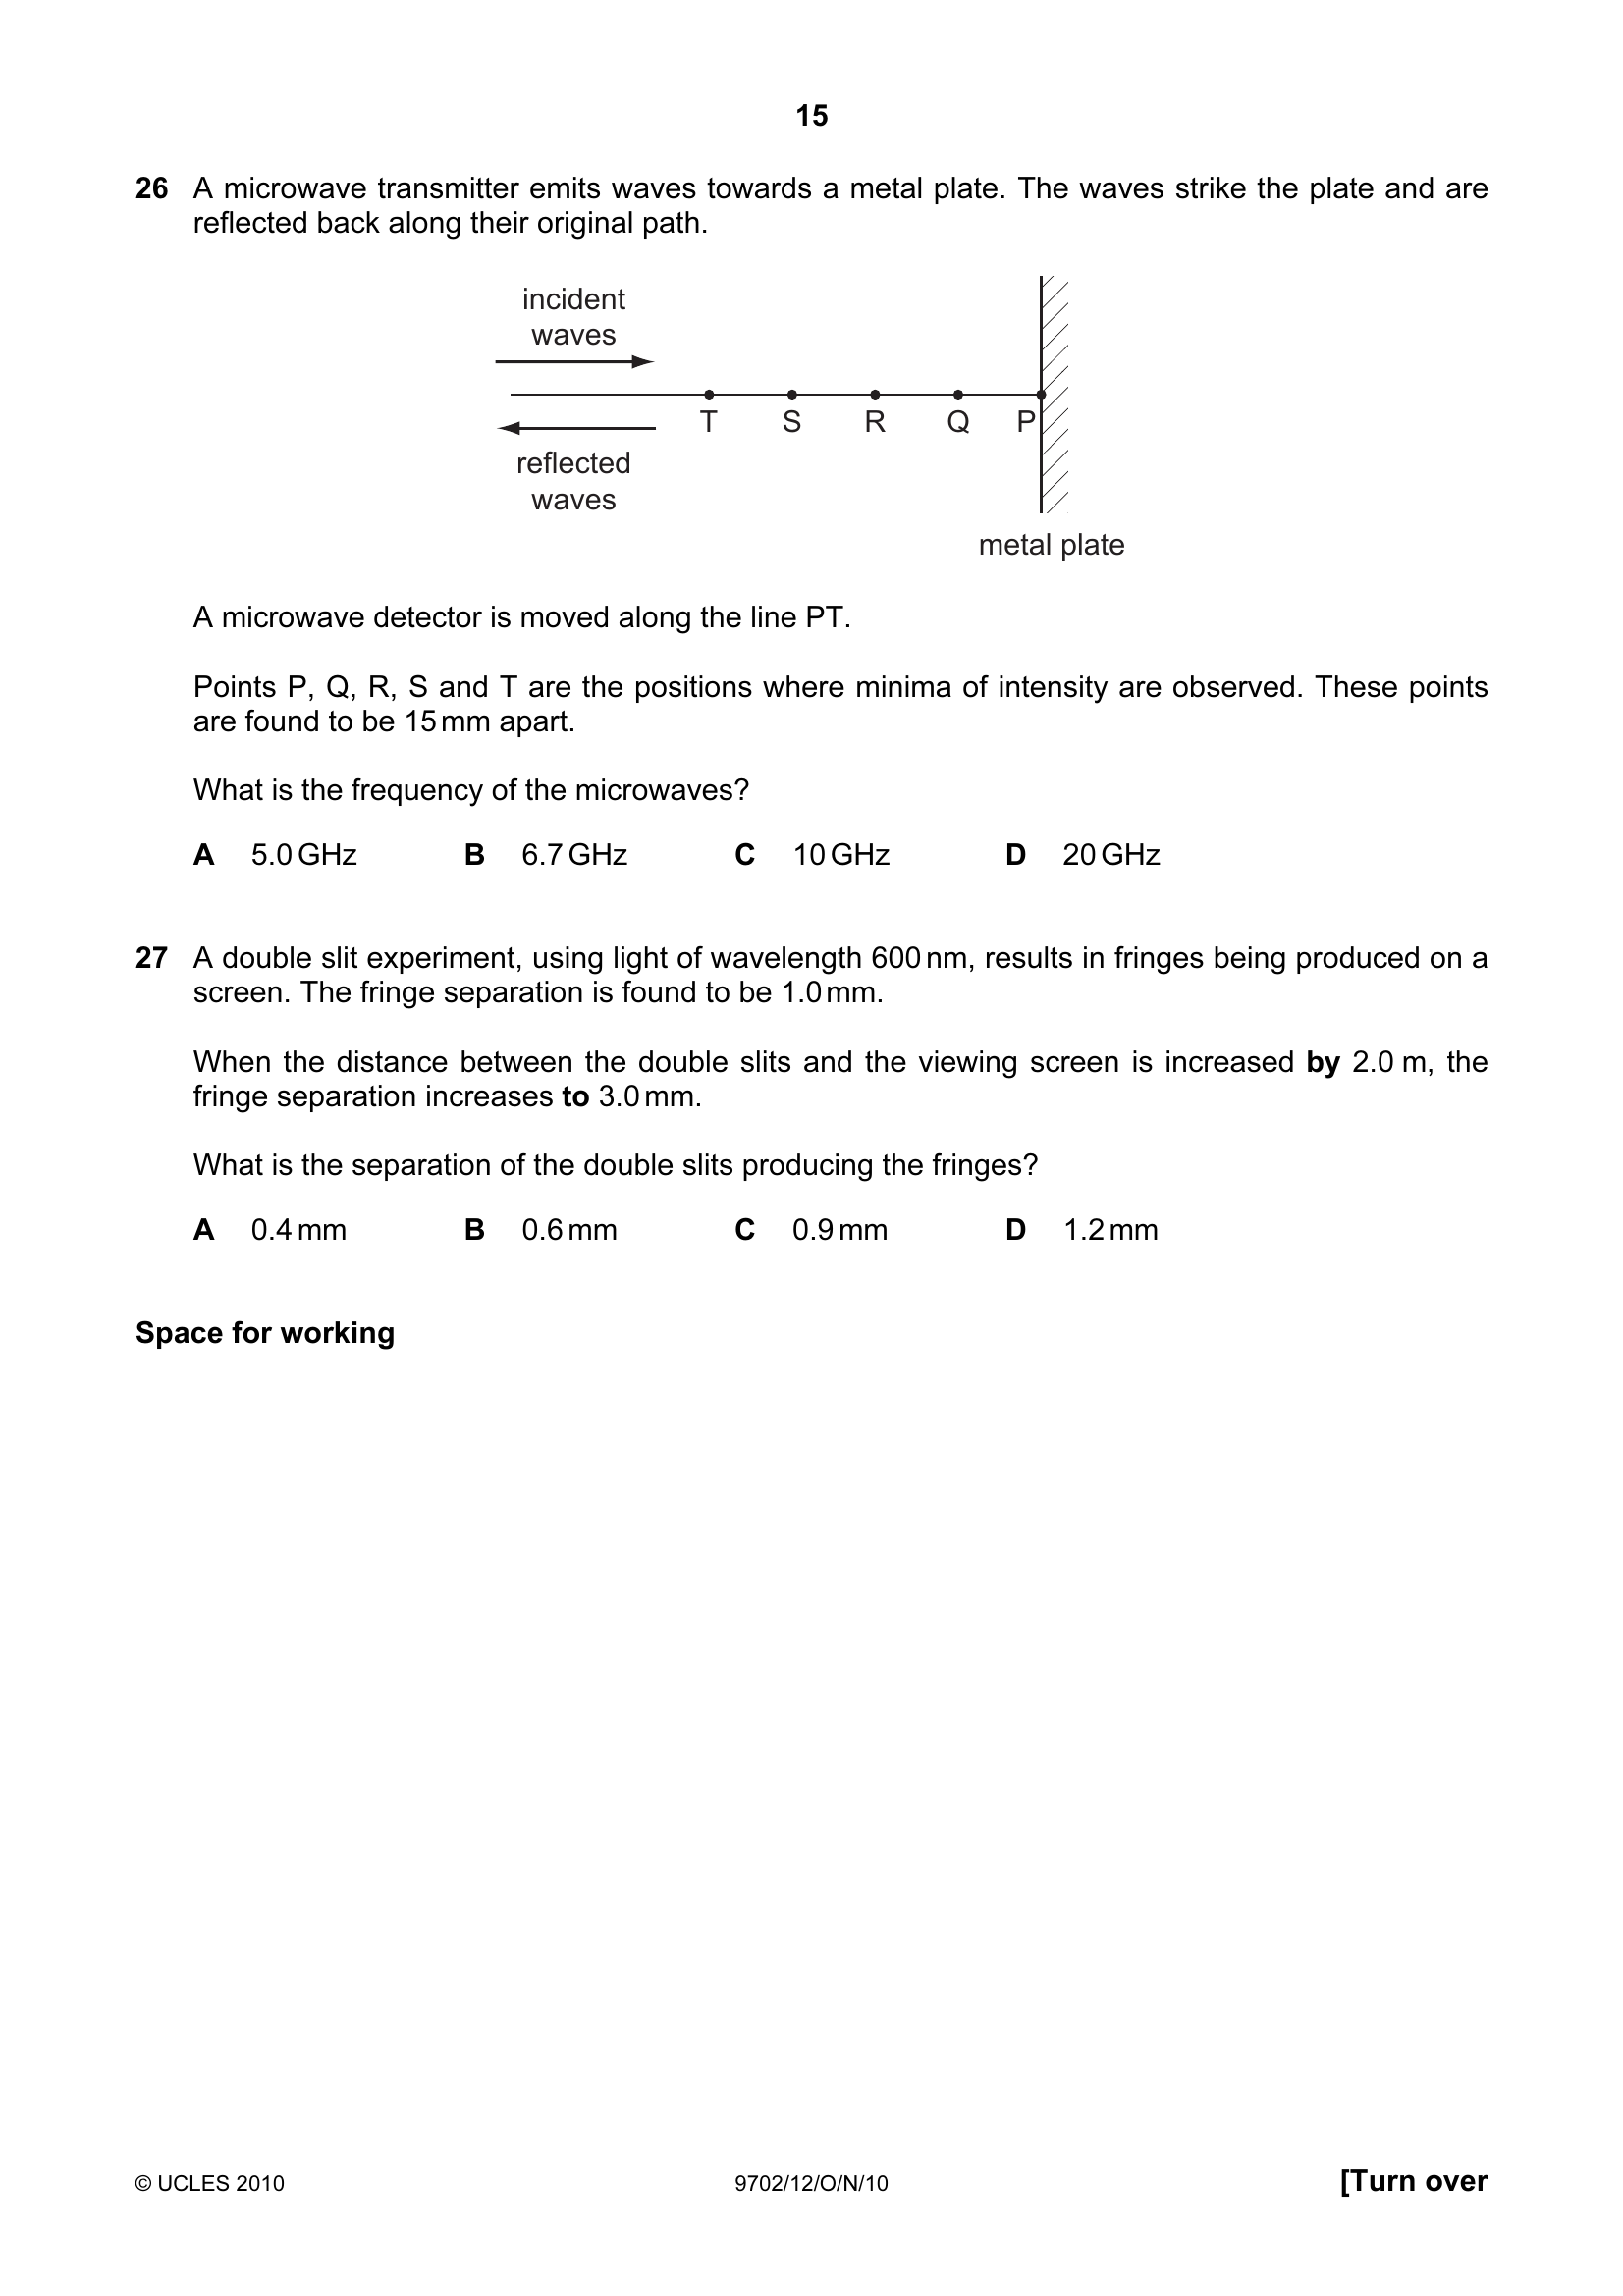 15
26 A microwave transmitter emits waves towards a metal plate. The waves strike the plate and are
reflected back along their original path.
incident
waves
T S R Q P
reflected
waves
metal plate
A microwave detector is moved along the line PT.
Points P, Q, R, S and T are the positions where minima of intensity are observed. These points
are found to be 15 mm apart.
What is the frequency of the microwaves?
A 5.0 GHz B 6.7 GHz C 10 GHz D 20 GHz
27 A double slit experiment, using light of wavelength 600 nm, results in fringes being produced on a
screen. The fringe separation is found to be 1.0 mm.
When the distance between the double slits and the viewing screen is increased by 2.0 m, the
fringe separation increases to 3.0 mm.
What is the separation of the double slits producing the fringes?
A 0.4 mm B 0.6 mm C 0.9 mm D 1.2 mm
Space for working
© UCLES 2010 9702/12/O/N/10 [Turn over